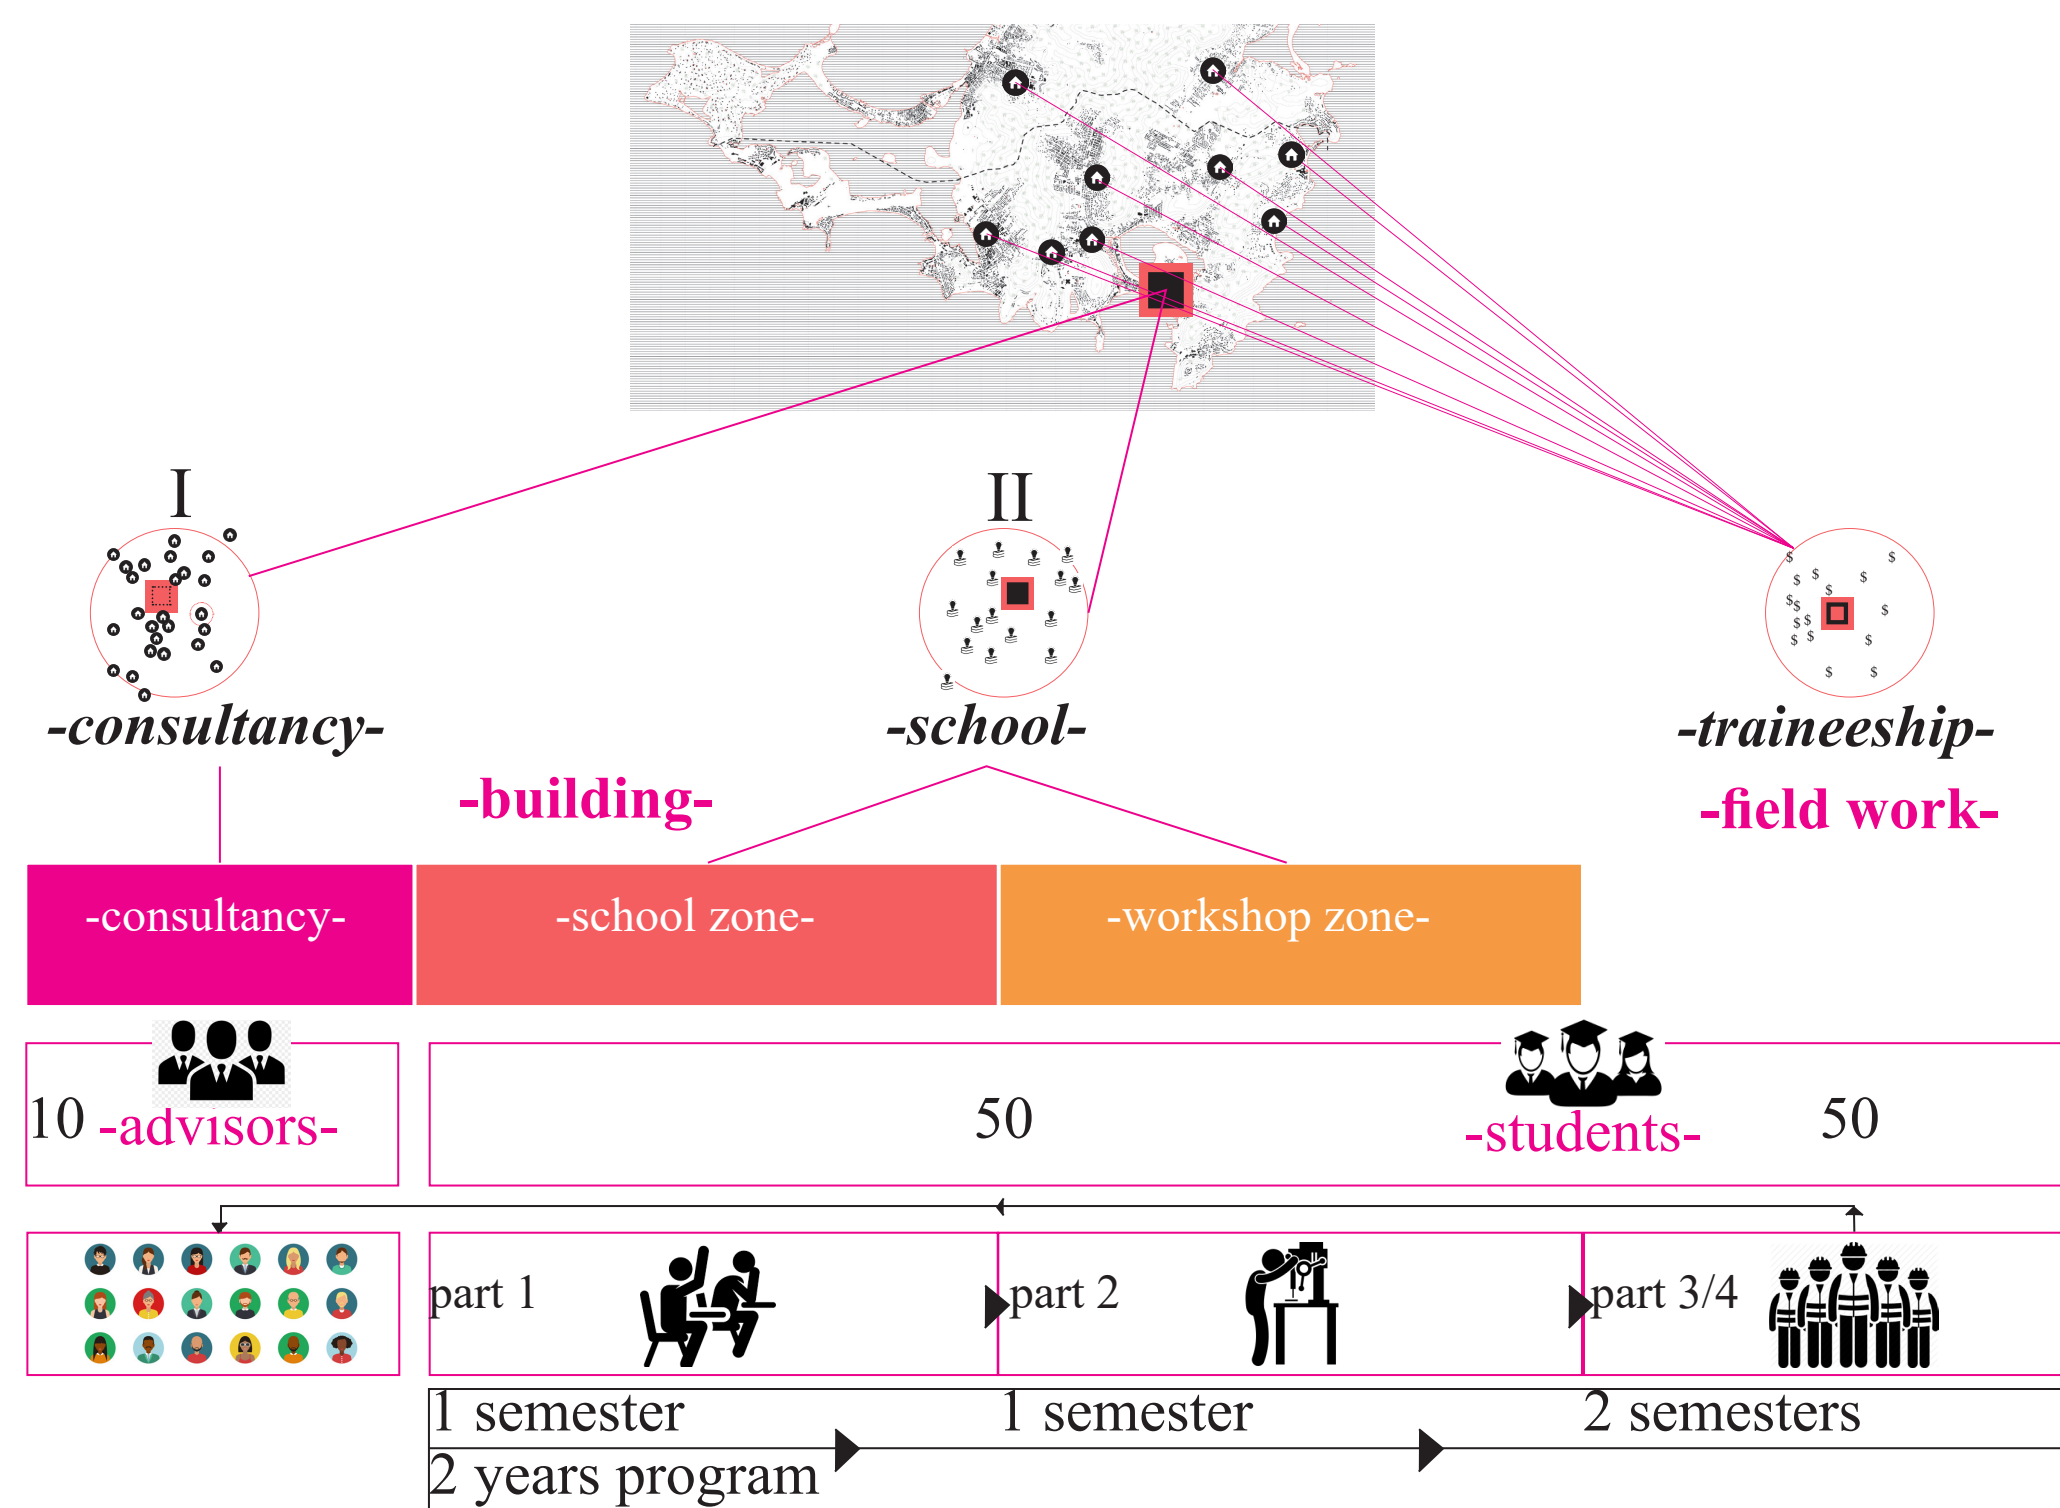 I
II
-consultancy-
-school-
-traineeship-
-building-
-field work-
-consultancy-
-school zone-
-workshop zone-
10
-advisors-
50
-students-
50
part 1
part 2
part 3/4
1 semester
1 semester
2 semesters
2 years program